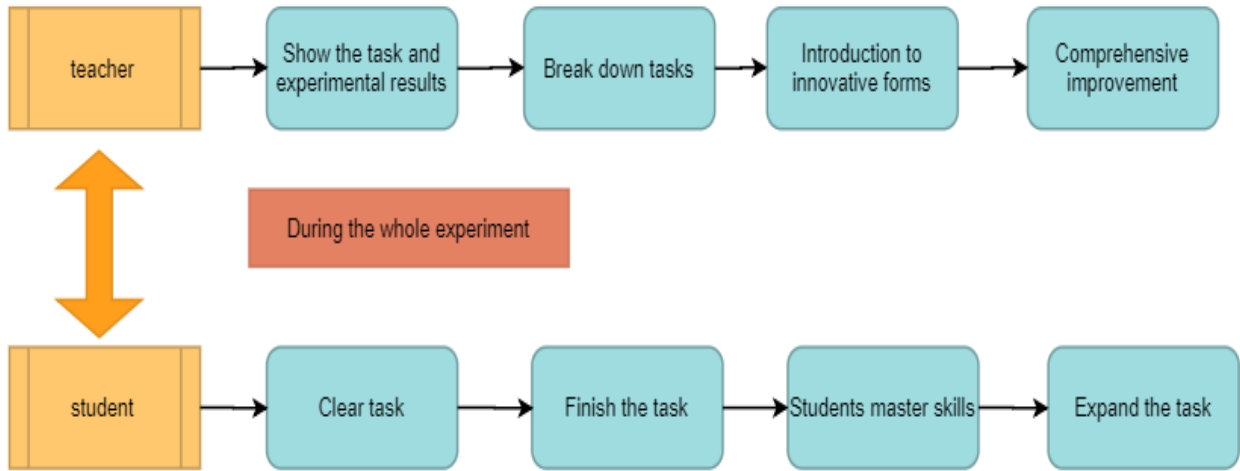 teacher
Show the task and
experimental results
Break down tasks
Introduction to
innovative forms
Comprehensive
improvement
During the whole experiment
student
Clear task
Finish the task
Students master skills
Expand the task